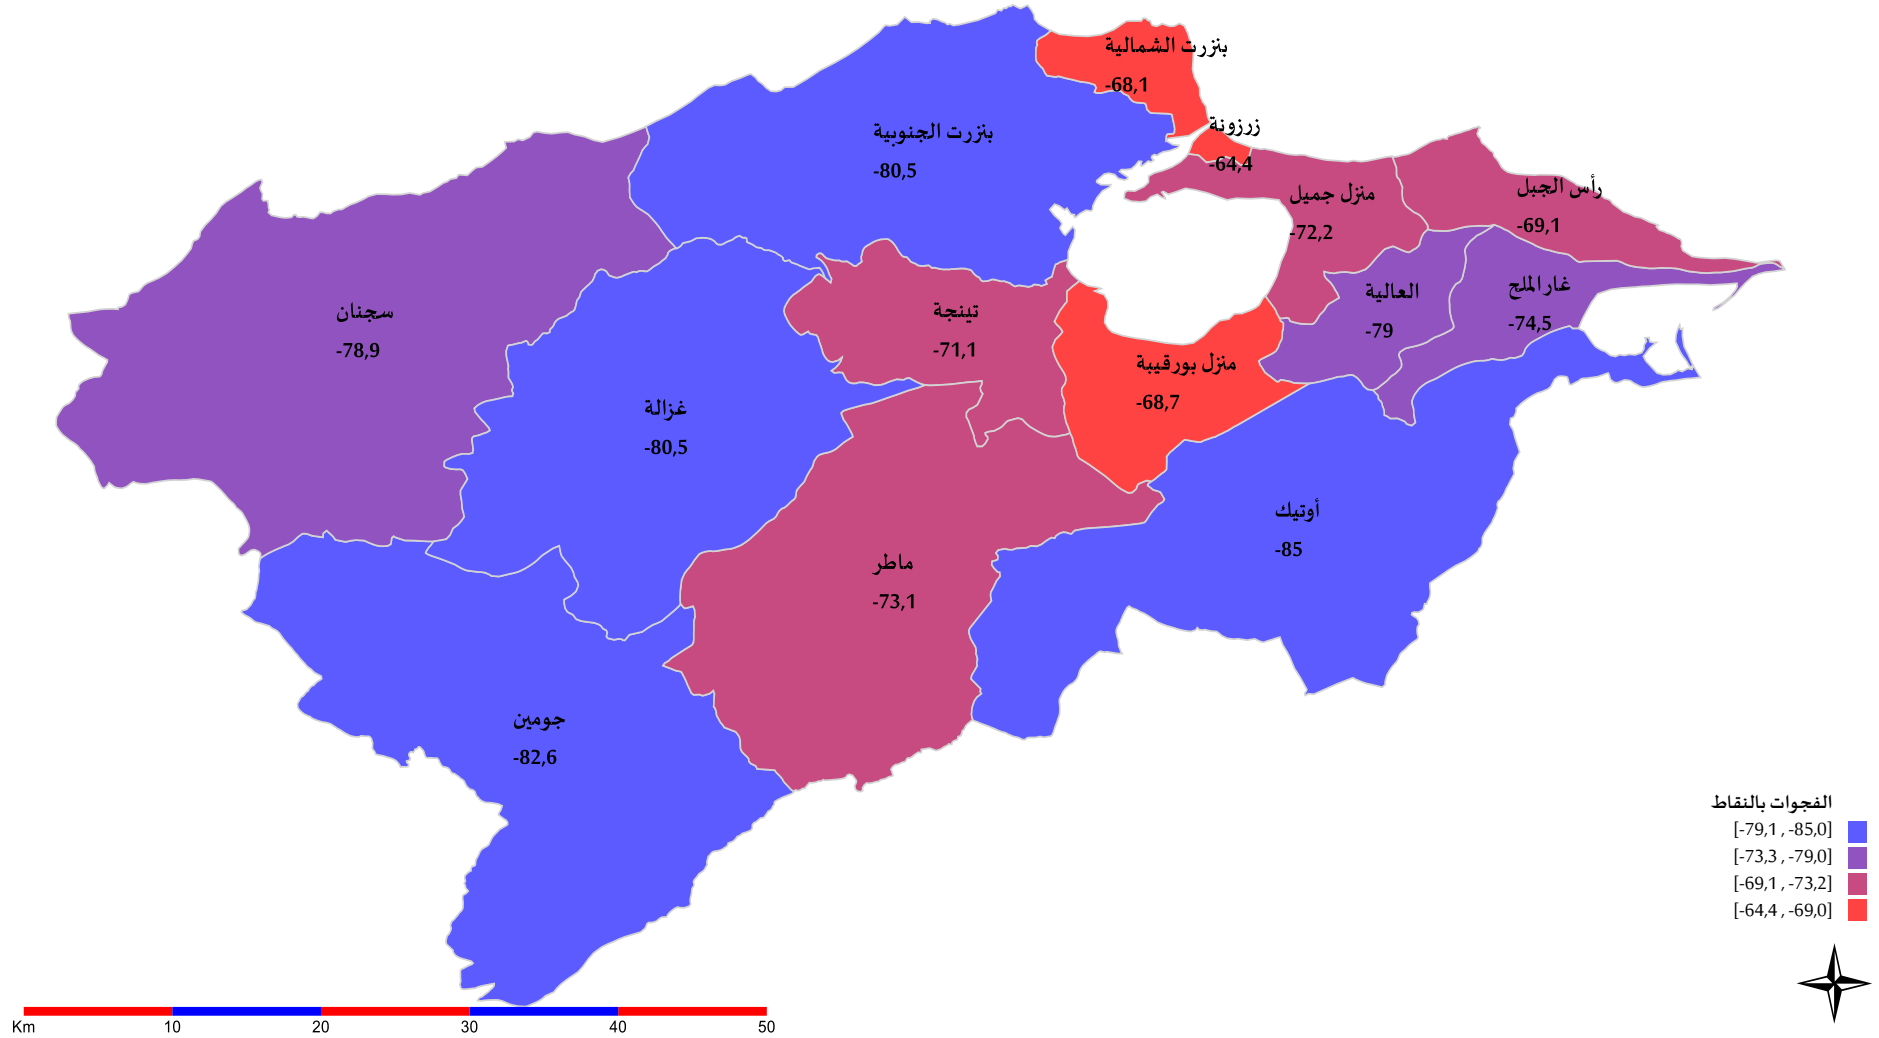 بنزرت الشمالية
-68,1
زرزونة
-64,4
بنزرت الجنوبية
-80,5
رأس الجبل
-69,1
منزل جميل
-72,2
غار الملح
-74,5
العالية
-79
تينجة
-71,1
سجنان
-78,9
منزل بورقيبة
-68,7
غزالة
-80,5
أوتيك
-85
ماطر
-73,1
جومين
-82,6
الفجوات بالنقاط
[-79,1 , -85,0]
[-73,3 , -79,0]
[-69,1 , -73,2]
[-64,4 , -69,0]
Km 10 20 30 40 50